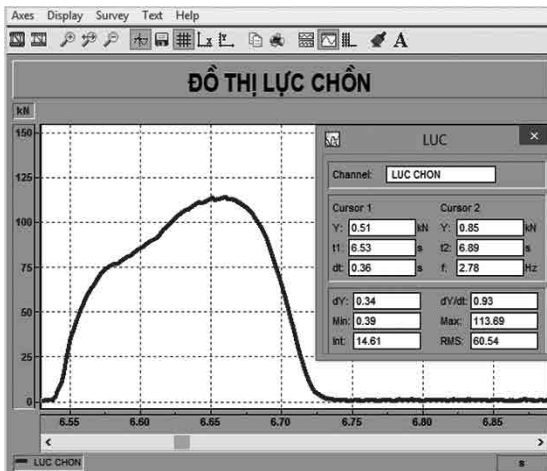 Axes Display Survey Text Help
ĐỒ THỊ LỰC CHỒN
kN
150
125
100
75
50
25
0
6.55 6.60 6.65 6.70 6.75 6.80 6.85
LUC CHON
s
LUC
Channel: LUC CHON
Cursor 1 Cursor 2
Y: 0.51 kN Y: 0.85 kN
t1: 6.53 s t2: 6.89 s
dt: 0.36 s f: 2.78 Hz
dY: 0.34 dY/dt: 0.93
Min: 0.39 Max: 113.69
Int: 14.61 RMS: 60.54